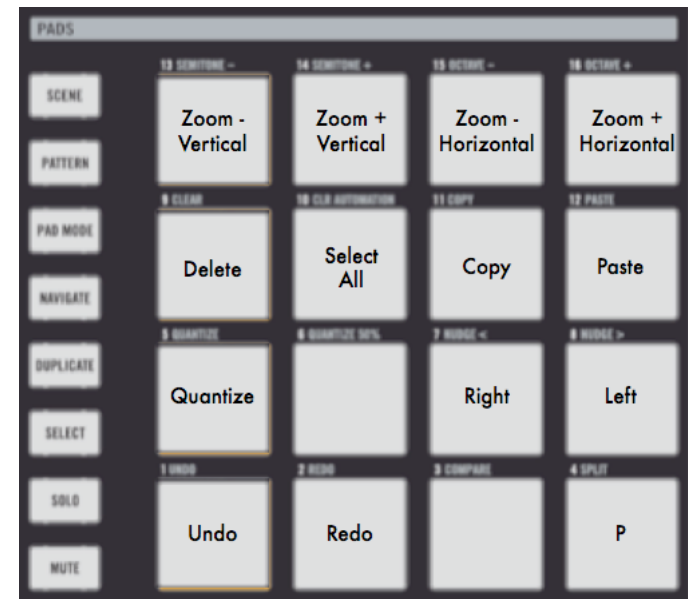 PADS
13 SEMITONE – 14 SEMITONE + 15 OCTAVE – 16 OCTAVE +
SCENE
Zoom - Vertical
Zoom + Vertical
Zoom - Horizontal
Zoom + Horizontal
PATTERN
9 CLEAR 10 CLR AUTOMATION 11 COPY 12 PASTE
PAD MODE
Delete
Select All
Copy
Paste
NAVIGATE
5 QUANTIZE 6 QUANTIZE 50% 7 NUDGE < 8 NUDGE >
DUPLICATE
Quantize
Right
Left
SELECT
1 UNDO 2 REDO 3 COMPARE 4 SPLIT
SOLO
Undo
Redo
P
MUTE